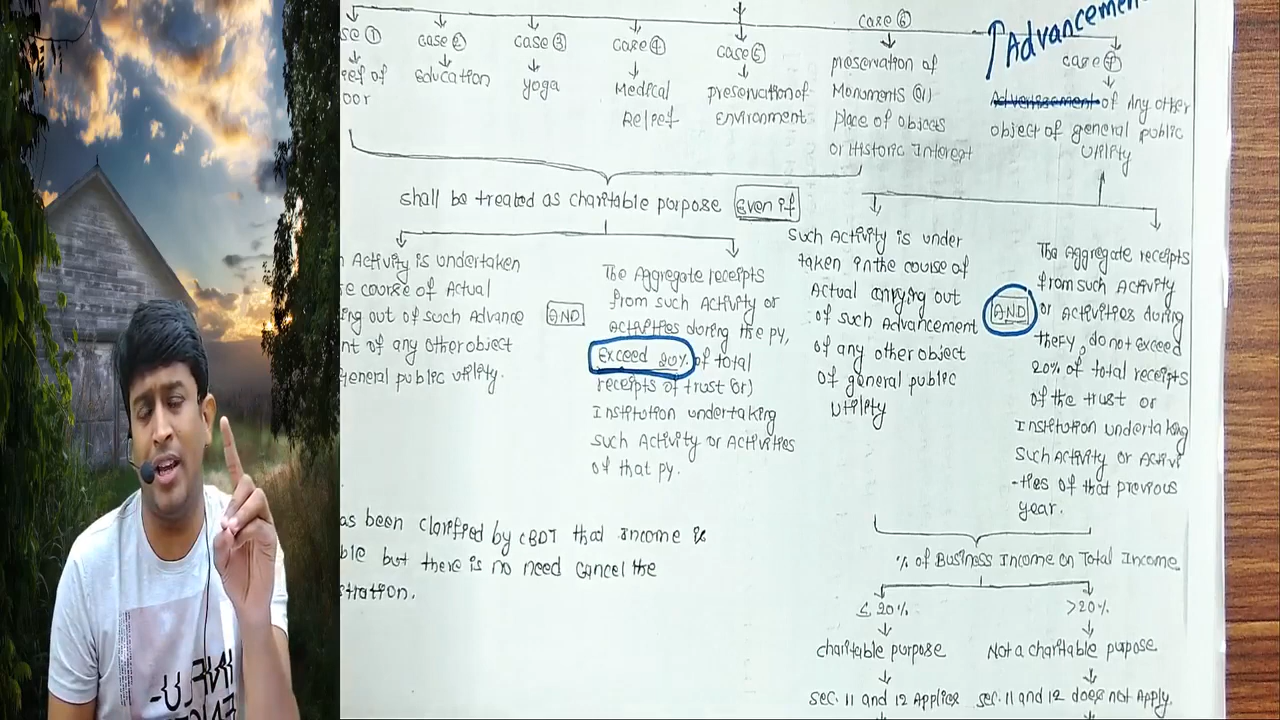 case ⑥
↑Advancemen
se ①
case ②
case ③
case ④
case ⑤
case ⑦
ief of
oor
Education
yoga
Medical
Relief
preservation of
Environment
preservation of
Monuments (or)
place of objects
or Historic Interest
of Any other
object of general public
utility
shall be treated as charitable purpose Even if
n Activity is undertaken
e course of Actual
ing out of such Advance
nt of any other object
general public utility.
AND
The Aggregate receipts
from such Activity or
Activities during the py,
Exceed 20% of total
receipts of trust (or)
Institution undertaking
such Activity or Activities
of that py.
such Activity is under
taken in the course of
Actual carrying out
of such Advancement
of any other object
of general public
utility
AND
The Aggregate receipts
from such Activity
or Activities during
the py, do not exceed
20% of total receipts
of the trust or
Institution undertaking
such Activity or Activi
-ties of that previous
year.
as been clarified by CBDT that income is
ble but there is no need cancel the
stration.
% of Business Income on Total Income
≤ 20%
>20%
charitable purpose
Not a charitable purpose
sec. 11 and 12 Applies
sec. 11 and 12 does not Apply.